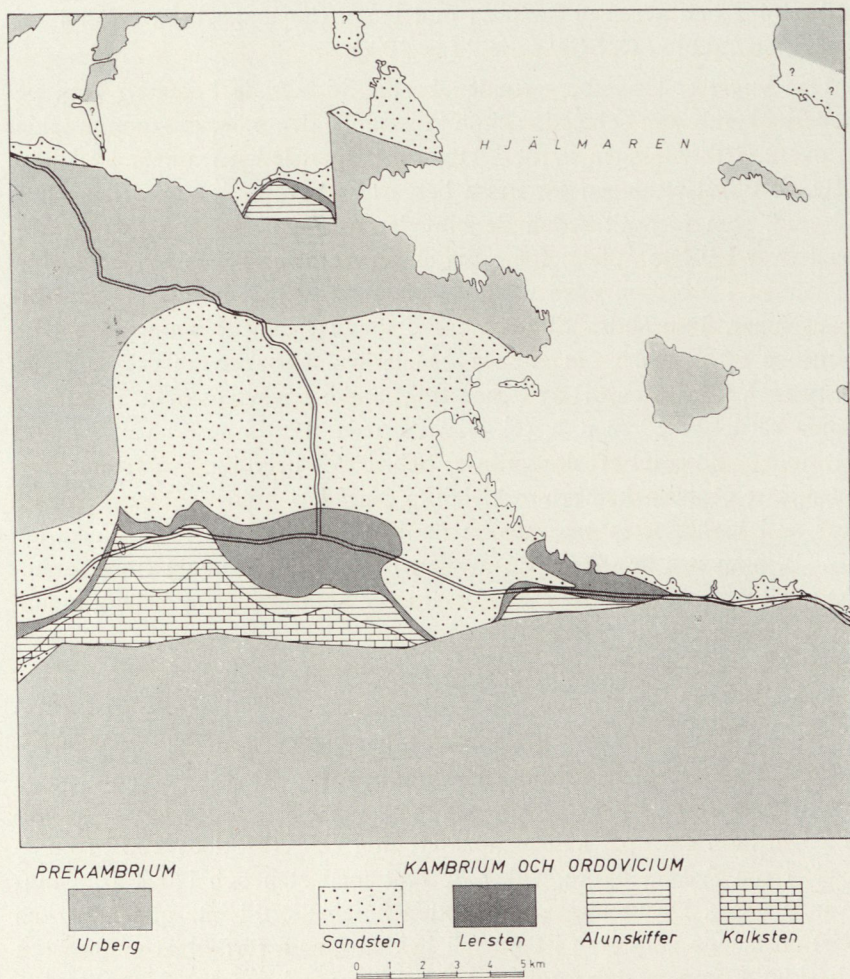 ?
?
?
?
HJÄLMAREN
?
PREKAMBRIUM
KAMBRIUM OCH ORDOVICIUM
Urberg
Sandsten
Lersten
Alunskiffer
Kalksten
0 1 2 3 4 5 km